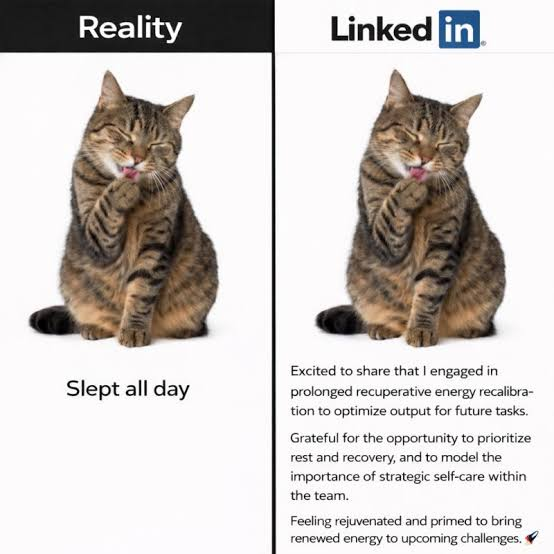 Reality
Linked in
Slept all day
Excited to share that I engaged in
prolonged recuperative energy recalibra-
tion to optimize output for future tasks.
Grateful for the opportunity to prioritize
rest and recovery, and to model the
importance of strategic self-care within
the team.
Feeling rejuvenated and primed to bring
renewed energy to upcoming challenges. 🚀